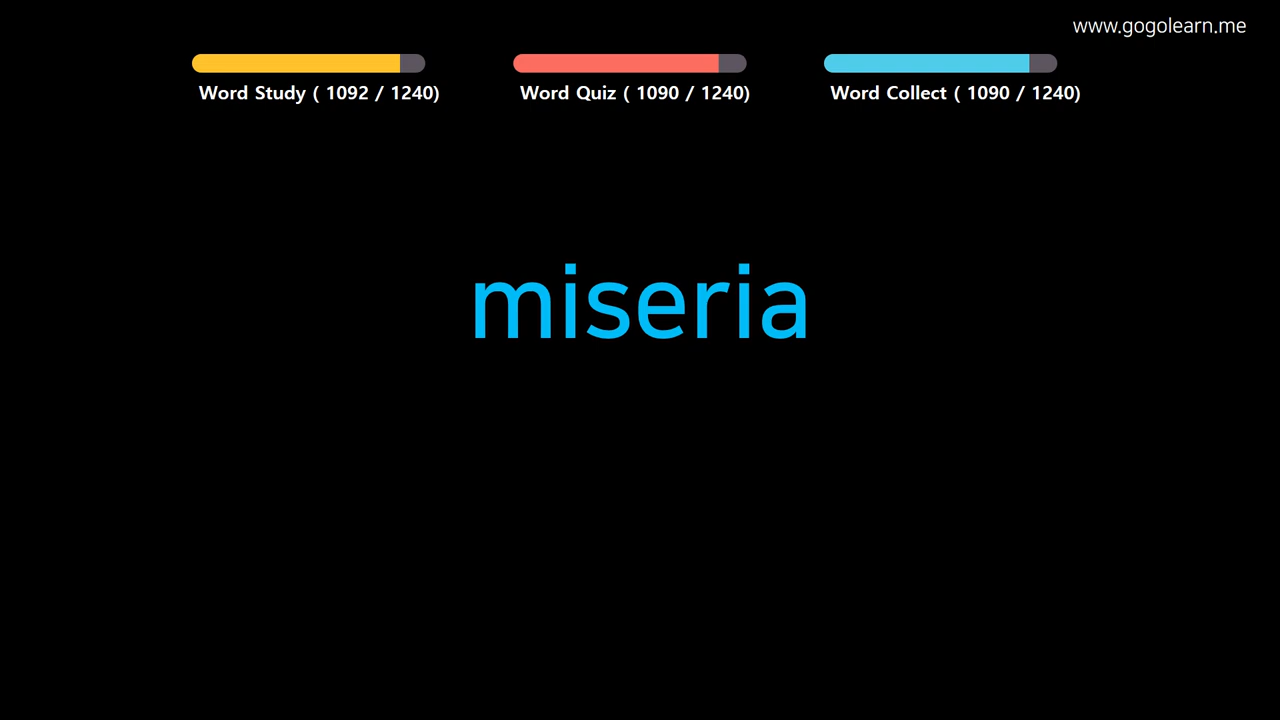 www.gogolearn.me
Word Study ( 1092 / 1240)
Word Quiz ( 1090 / 1240)
Word Collect ( 1090 / 1240)
miseria